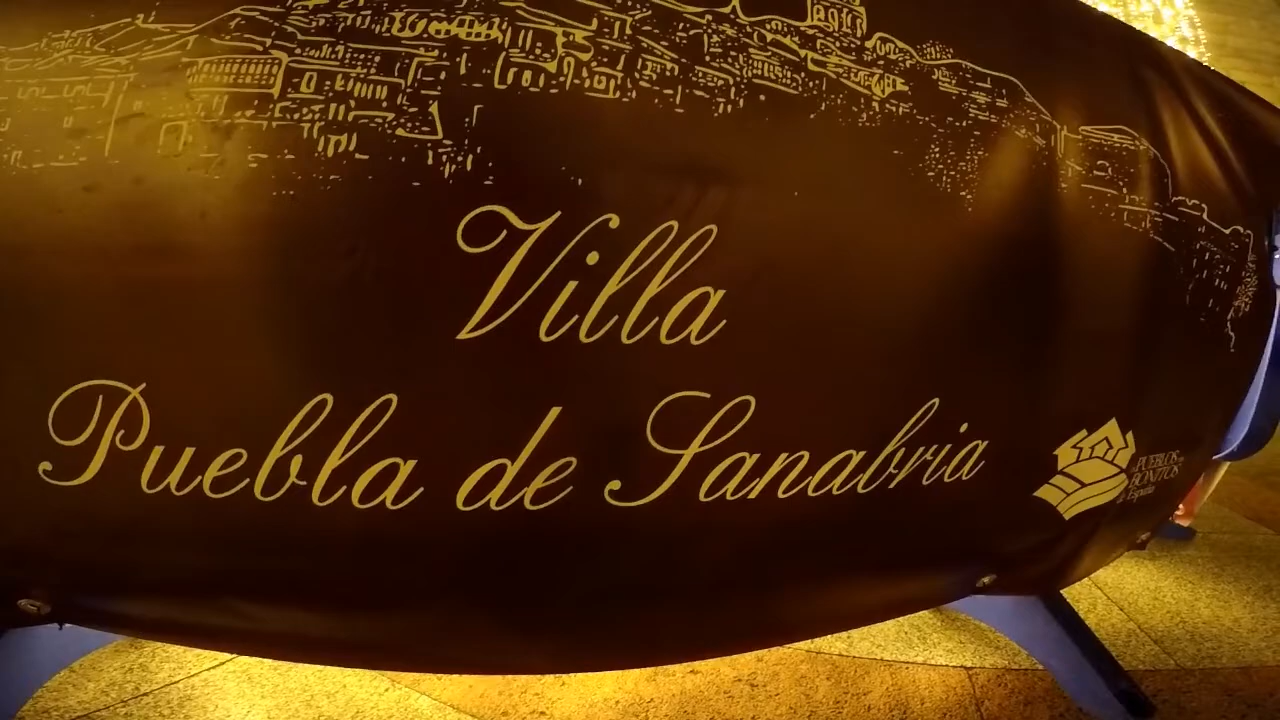 Villa
Puebla de Sanabria
PUEBLOS
BONITOS
de España